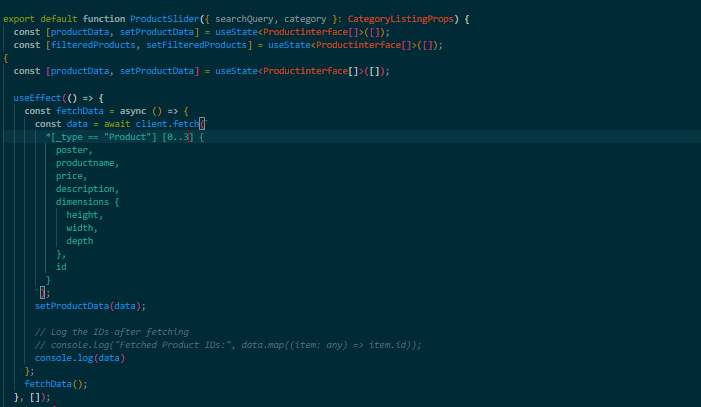 export default function ProductSlider({ searchQuery, category }: CategoryListingProps) {
const [productData, setProductData] = useState<Productinterface[]>([]);
const [filteredProducts, setFilteredProducts] = useState<Productinterface[]>([]);
{
const [productData, setProductData] = useState<Productinterface[]>([]);
useEffect(() => {
const fetchData = async () => {
const data = await client.fetch(`
*[_type == "Product"] [0..3] {
poster,
productname,
price,
description,
dimensions {
height,
width,
depth
},
id
}
`);
setProductData(data);
// Log the IDs after fetching
// console.log("Fetched Product IDs:", data.map((item: any) => item.id));
console.log(data)
};
fetchData();
}, []);